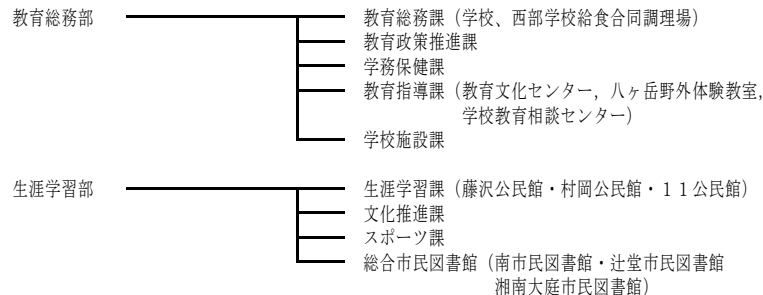 教育総務部 教育総務課（学校、西部学校給食合同調理場）
教育政策推進課
学務保健課
教育指導課（教育文化センター，八ヶ岳野外体験教室，
学校教育相談センター）
学校施設課
生涯学習部 生涯学習課（藤沢公民館・村岡公民館・１１公民館）
文化推進課
スポーツ課
総合市民図書館（南市民図書館・辻堂市民図書館
湘南大庭市民図書館）